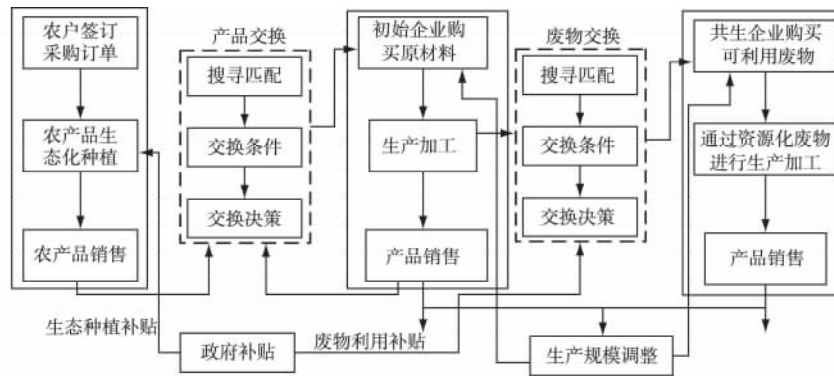 农户签订
采购订单
农产品生
态化种植
农产品销售
产品交换
搜寻匹配
交换条件
交换决策
初始企业购
买原材料
生产加工
产品销售
废物交换
搜寻匹配
交换条件
交换决策
共生企业购买
可利用废物
通过资源化废物
进行生产加工
产品销售
生态种植补贴
政府补贴
废物利用补贴
生产规模调整